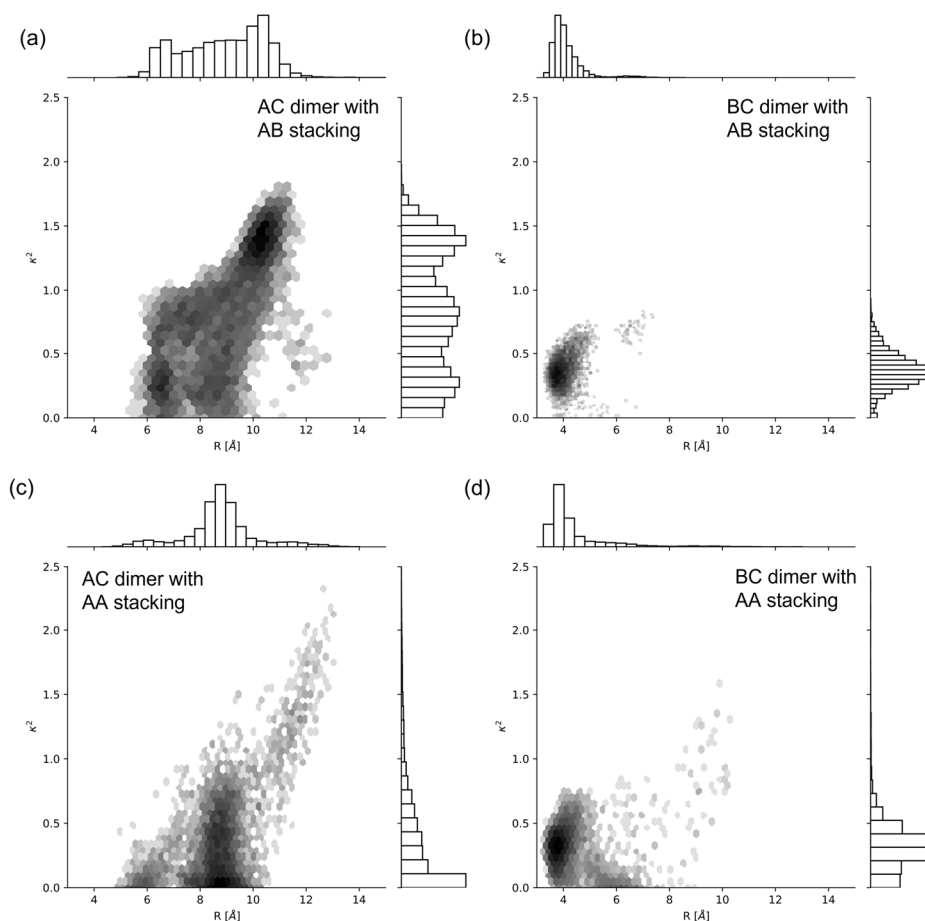 (a)
AC dimer with
AB stacking
2.5
2.0
1.5
1.0
0.5
0.0
κ²
4 6 8 10 12 14
R [Å]
(b)
BC dimer with
AB stacking
2.5
2.0
1.5
1.0
0.5
0.0
κ²
4 6 8 10 12 14
R [Å]
(c)
AC dimer with
AA stacking
2.5
2.0
1.5
1.0
0.5
0.0
κ²
4 6 8 10 12 14
R [Å]
(d)
BC dimer with
AA stacking
2.5
2.0
1.5
1.0
0.5
0.0
κ²
4 6 8 10 12 14
R [Å]